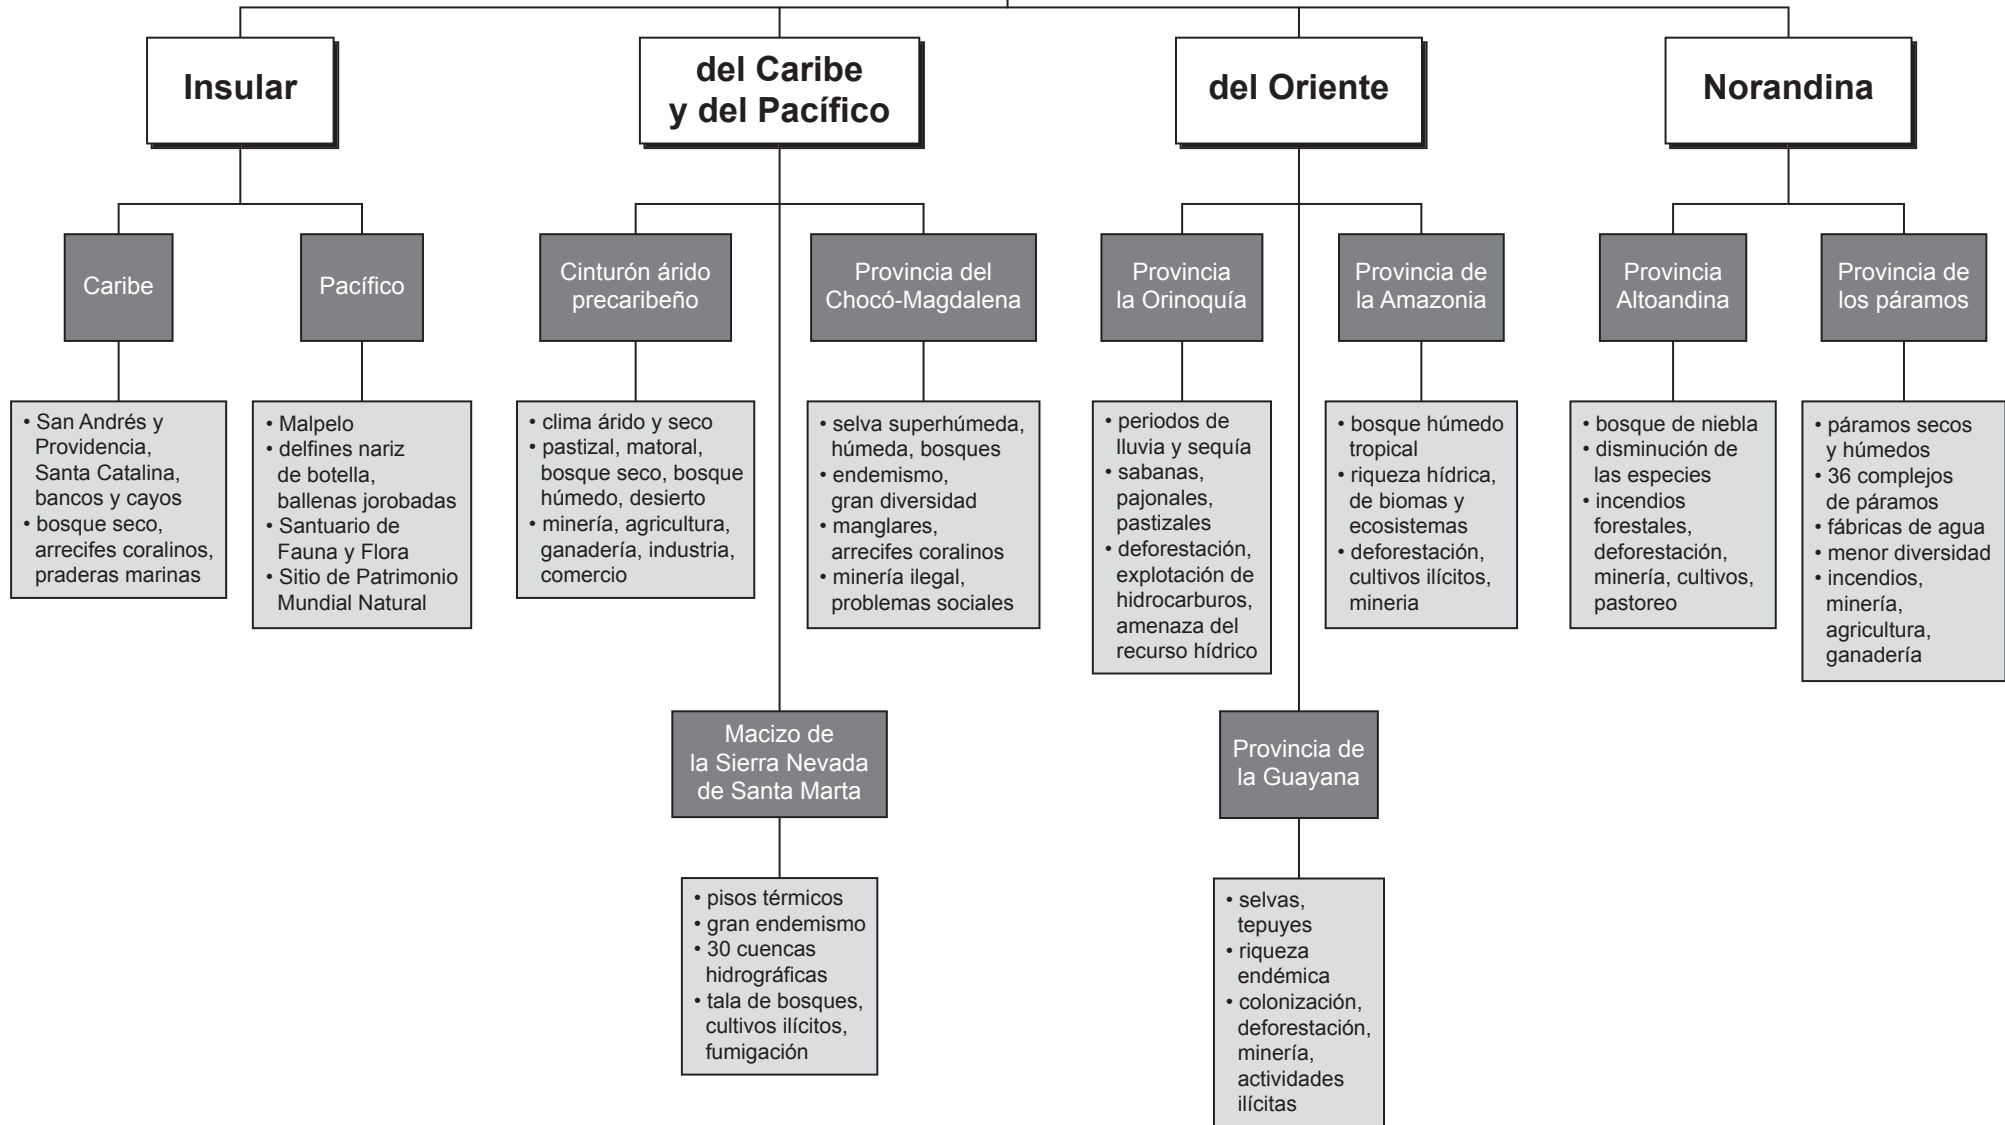 Insular
del Caribe
y del Pacífico
del Oriente
Norandina
Caribe
Pacífico
Cinturón árido
precaribeño
Provincia del
Chocó-Magdalena
Provincia
la Orinoquía
Provincia de
la Amazonia
Provincia
Altoandina
Provincia de
los páramos
• San Andrés y
Providencia,
Santa Catalina,
bancos y cayos
• bosque seco,
arrecifes coralinos,
praderas marinas
• Malpelo
• delfines nariz
de botella,
ballenas jorobadas
• Santuario de
Fauna y Flora
• Sitio de Patrimonio
Mundial Natural
• clima árido y seco
• pastizal, matoral,
bosque seco, bosque
húmedo, desierto
• minería, agricultura,
ganadería, industria,
comercio
• selva superhúmeda,
húmeda, bosques
• endemismo,
gran diversidad
• manglares,
arrecifes coralinos
• minería ilegal,
problemas sociales
• periodos de
lluvia y sequía
• sabanas,
pajonales,
pastizales
• deforestación,
explotación de
hidrocarburos,
amenaza del
recurso hídrico
• bosque húmedo
tropical
• riqueza hídrica,
de biomas y
ecosistemas
• deforestación,
cultivos ilícitos,
mineria
• bosque de niebla
• disminución de
las especies
• incendios
forestales,
deforestación,
minería, cultivos,
pastoreo
• páramos secos
y húmedos
• 36 complejos
de páramos
• fábricas de agua
• menor diversidad
• incendios,
minería,
agricultura,
ganadería
Macizo de
la Sierra Nevada
de Santa Marta
Provincia de
la Guayana
• pisos térmicos
• gran endemismo
• 30 cuencas
hidrográficas
• tala de bosques,
cultivos ilícitos,
fumigación
• selvas,
tepuyes
• riqueza
endémica
• colonización,
deforestación,
minería,
actividades
ilícitas